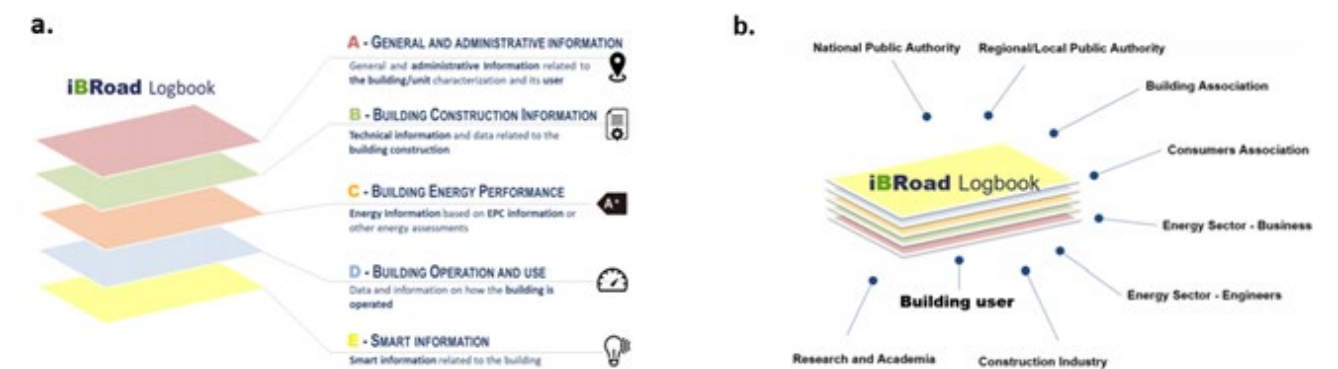 a.
iBRoad Logbook
A - GENERAL AND ADMINISTRATIVE INFORMATION
General and administrative information related to
the building/unit characterization and its user
B - BUILDING CONSTRUCTION INFORMATION
Technical information and data related to the
building construction
C - BUILDING ENERGY PERFORMANCE
Energy Information based on EPC information or
other energy assessments
A+
D - BUILDING OPERATION AND USE
Data and information on how the building is
operated
E - SMART INFORMATION
Smart information related to the building
b.
National Public Authority
Regional/Local Public Authority
Building Association
Consumers Association
iBRoad Logbook
Energy Sector - Business
Energy Sector - Engineers
Building user
Research and Academia
Construction Industry